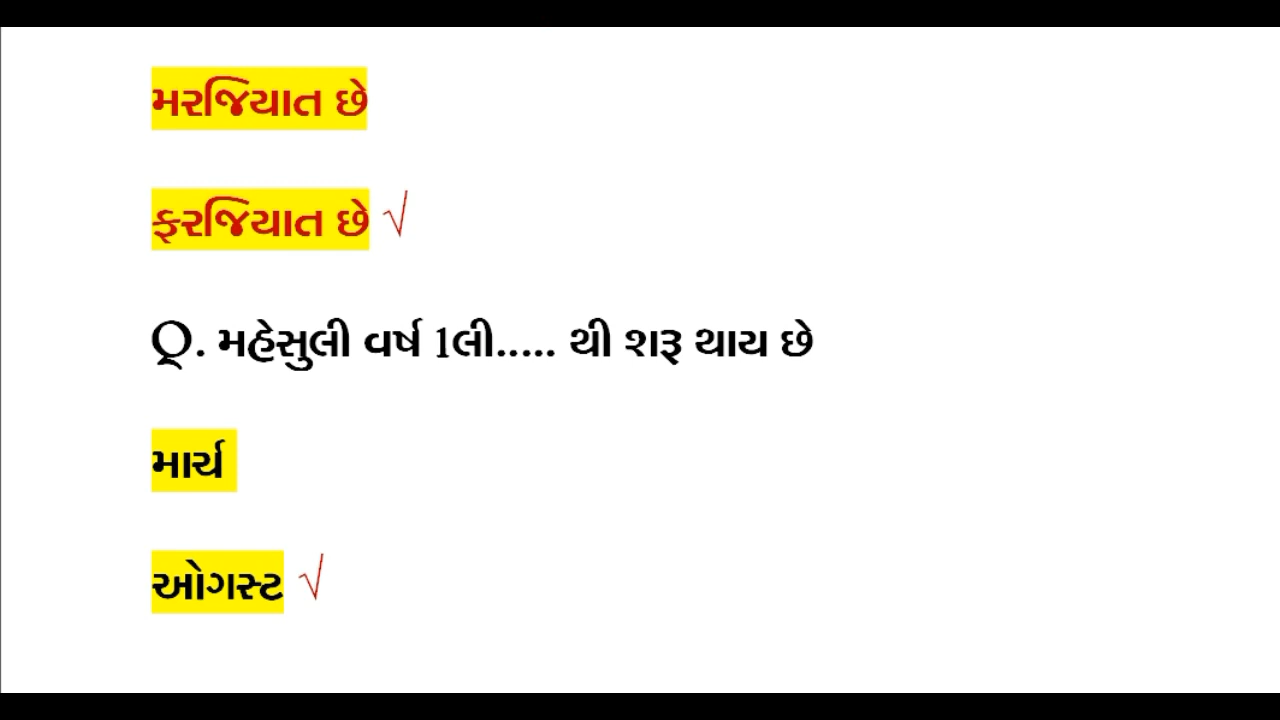 મરજિયાત છે
ફરજિયાત છે √
Q. મહેસુલી વર્ષ 1લી..... થી શરૂ થાય છે
માર્ચ
ઓગસ્ટ √